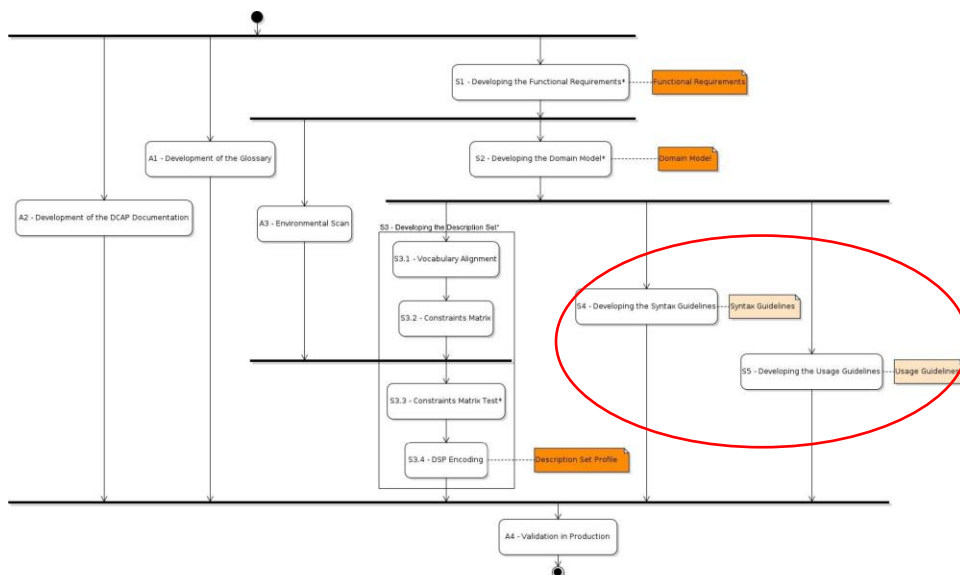 S1 - Developing the Functional Requirements*
Functional Requirements
A1 - Development of the Glossary
S2 - Developing the Domain Model*
Domain Model
A2 - Development of the DCAP Documentation
A3 - Environmental Scan
S3 - Developing the Description Set*
S3.1 - Vocabulary Alignment
S4 - Developing the Syntax Guidelines
Syntax Guidelines
S3.2 - Constraints Matrix
S5 - Developing the Usage Guidelines
Usage Guidelines
S3.3 - Constraints Matrix Test*
S3.4 - DSP Encoding
Description Set Profile
A4 - Validation in Production